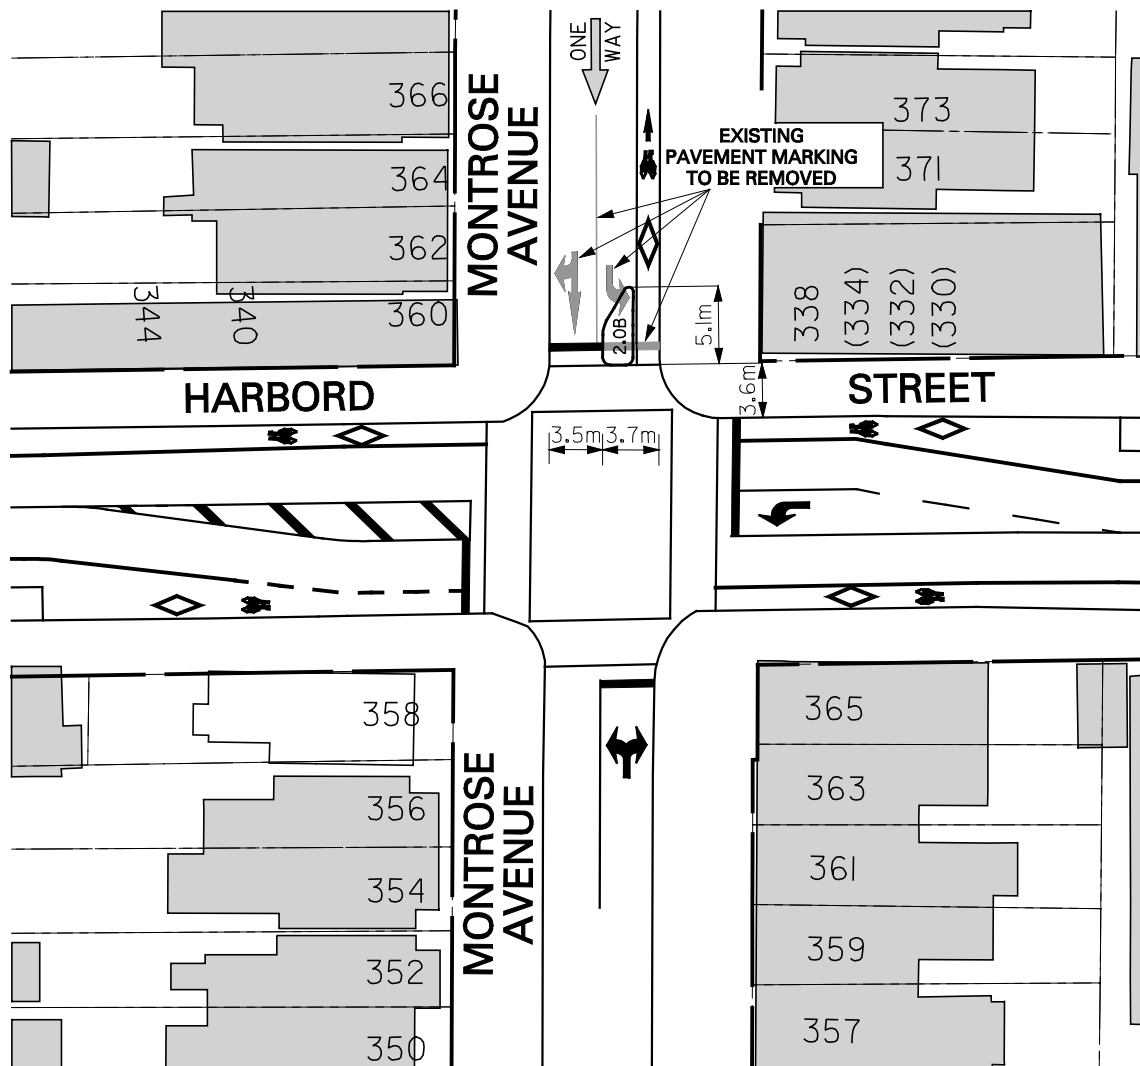 ONE
WAY
366
MONTROSE
AVENUE
373
EXISTING
PAVEMENT MARKING
TO BE REMOVED
364
371
362
344
340
360
338
(334)
(332)
(330)
2.0B
5.1m
HARBORD
STREET
3.6m
3.5m
3.7m
358
365
MONTROSE
AVENUE
356
363
354
361
352
359
350
357